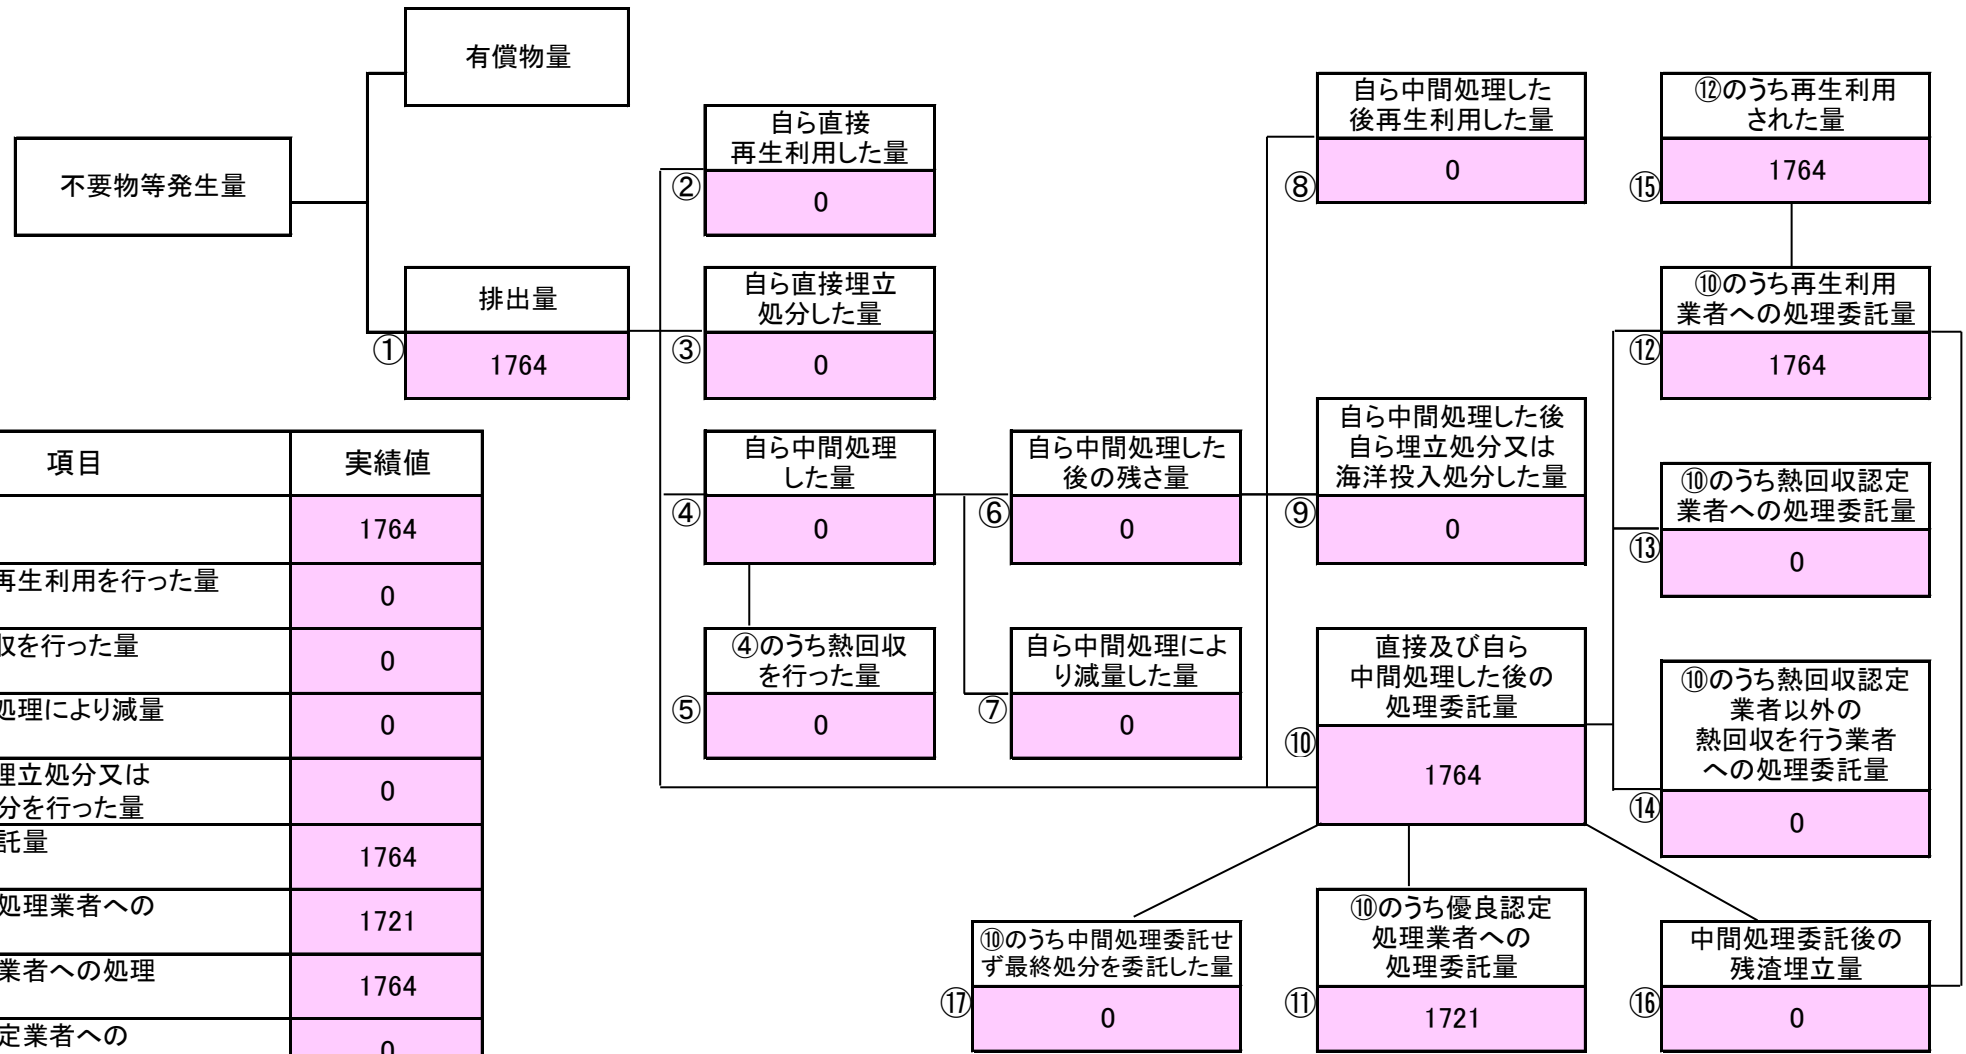 有償物量
不要物等発生量
排出量
①
1764
自ら直接
再生利用した量
②
0
自ら直接埋立
処分した量
③
0
自ら中間処理
した量
④
0
④のうち熱回収
を行った量
⑤
0
自ら中間処理した
後の残さ量
⑥
0
自ら中間処理によ
り減量した量
⑦
0
自ら中間処理した
後再生利用した量
⑧
0
自ら中間処理した後
自ら埋立処分又は
海洋投入処分した量
⑨
0
直接及び自ら
中間処理した後の
処理委託量
⑩
1764
⑫のうち再生利用
された量
⑮
1764
⑩のうち再生利用
業者への処理委託量
⑫
1764
⑩のうち熱回収認定
業者への処理委託量
⑬
0
⑩のうち熱回収認定
業者以外の
熱回収を行う業者
への処理委託量
⑭
0
⑩のうち中間処理委託せ
ず最終処分を委託した量
⑰
0
⑩のうち優良認定
処理業者への
処理委託量
⑪
1721
中間処理委託後の
残渣埋立量
⑯
0
項目 実績値
1764
再生利用を行った量 0
収を行った量 0
処理により減量 0
埋立処分又は
分を行った量 0
託量 1764
処理業者への 1721
業者への処理 1764
定業者への 0